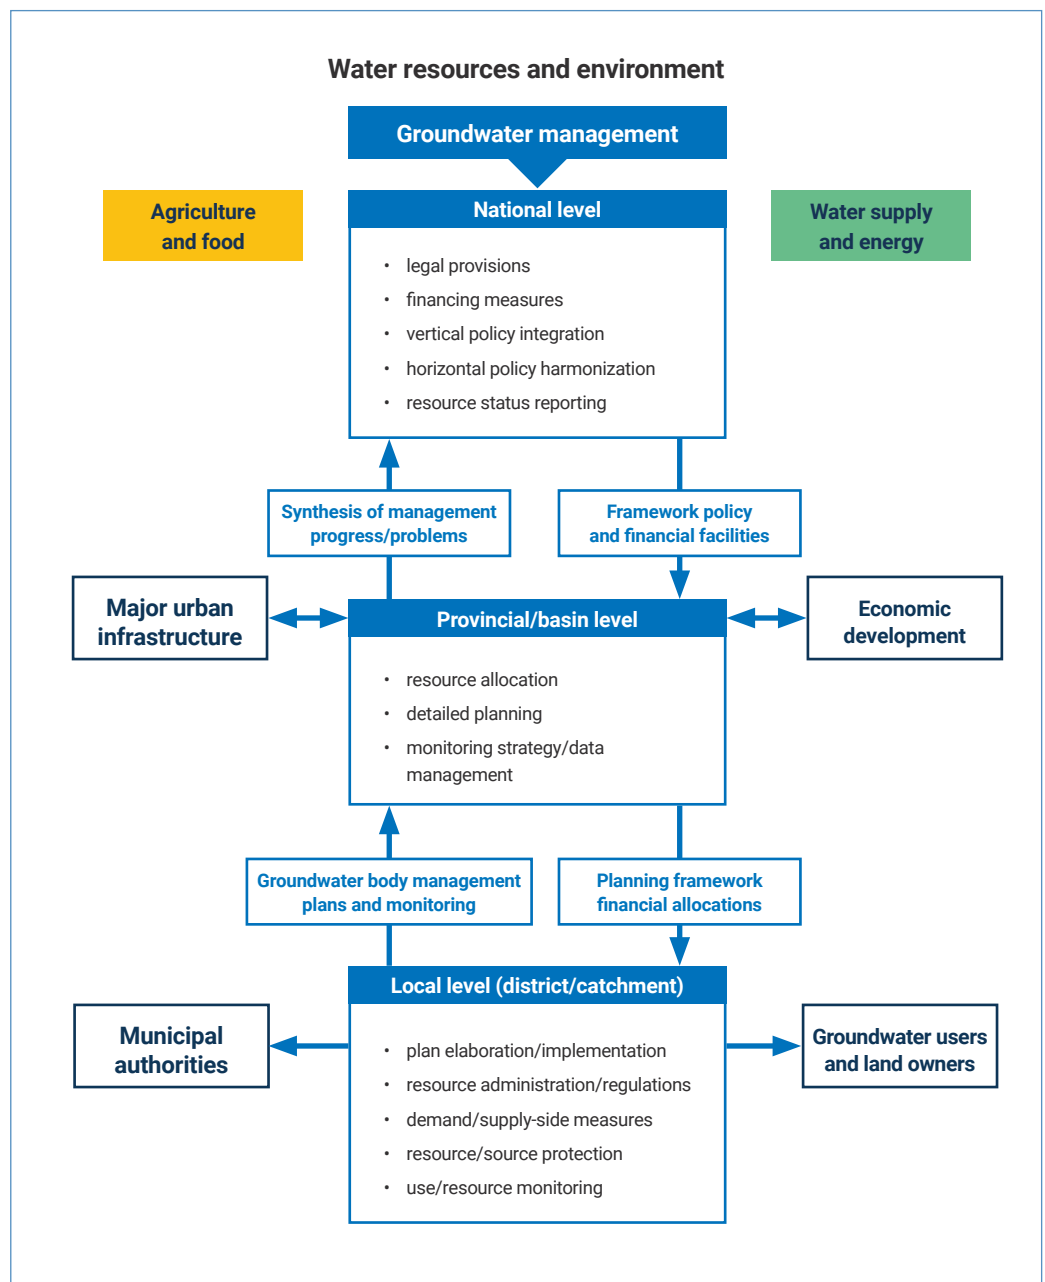 Water resources and environment
Groundwater management
Agriculture
and food
National level
Water supply
and energy
• legal provisions
• financing measures
• vertical policy integration
• horizontal policy harmonization
• resource status reporting
Synthesis of management
progress/problems
Framework policy
and financial facilities
Major urban
infrastructure
Provincial/basin level
Economic
development
• resource allocation
• detailed planning
• monitoring strategy/data
management
Groundwater body management
plans and monitoring
Planning framework
financial allocations
Local level (district/catchment)
Municipal
authorities
Groundwater users
and land owners
• plan elaboration/implementation
• resource administration/regulations
• demand/supply-side measures
• resource/source protection
• use/resource monitoring